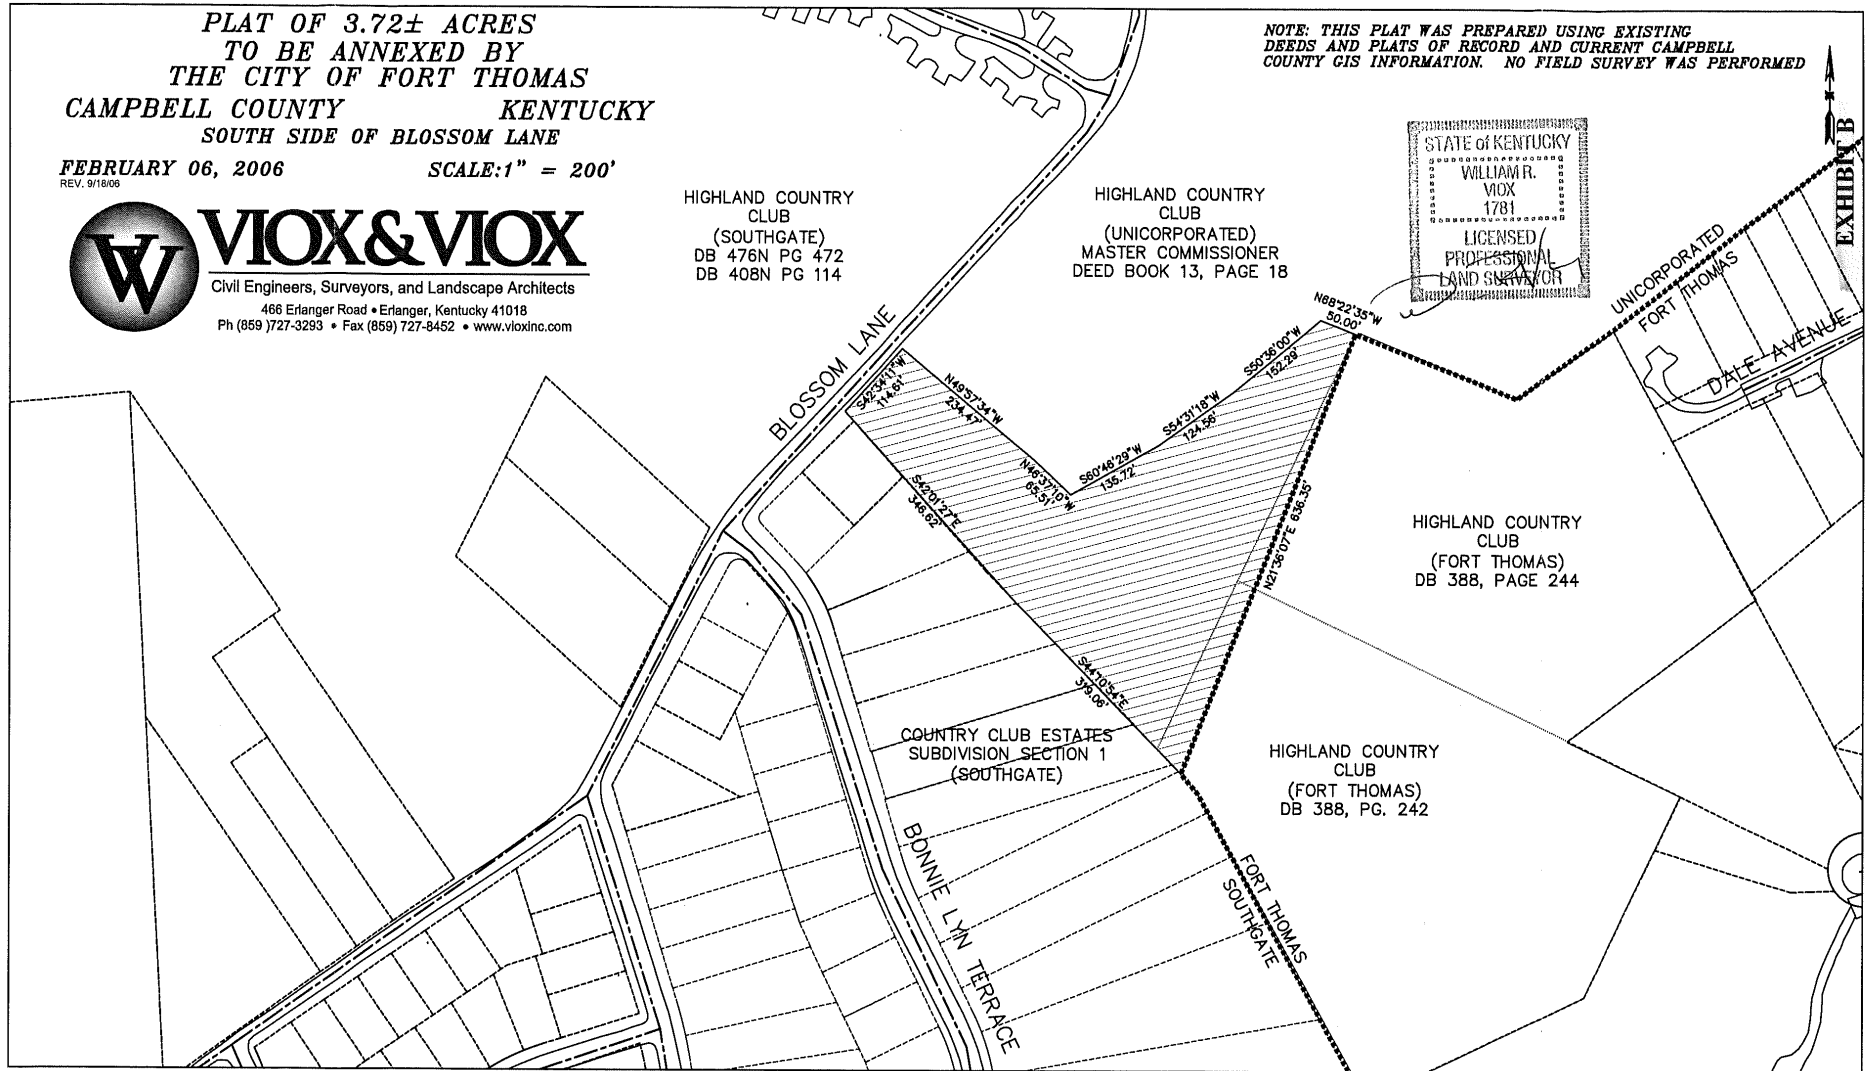 PLAT OF 3.72± ACRES
TO BE ANNEXED BY
THE CITY OF FORT THOMAS
CAMPBELL COUNTY KENTUCKY
SOUTH SIDE OF BLOSSOM LANE
FEBRUARY 06, 2006 SCALE:1" = 200'
REV. 9/18/06
VV
VIOX & VIOX
Civil Engineers, Surveyors, and Landscape Architects
466 Erlanger Road • Erlanger, Kentucky 41018
Ph (859 )727-3293 • Fax (859) 727-8452 • www.vioxinc.com
NOTE: THIS PLAT WAS PREPARED USING EXISTING
DEEDS AND PLATS OF RECORD AND CURRENT CAMPBELL
COUNTY GIS INFORMATION. NO FIELD SURVEY WAS PERFORMED
EXHIBIT B
STATE of KENTUCKY
WILLIAM R.
VIOX
1781
LICENSED
PROFESSIONAL
LAND SURVEYOR
HIGHLAND COUNTRY
CLUB
(SOUTHGATE)
DB 476N PG 472
DB 408N PG 114
HIGHLAND COUNTRY
CLUB
(UNICORPORATED)
MASTER COMMISSIONER
DEED BOOK 13, PAGE 18
UNICORPORATED
FORT THOMAS
DALE AVENUE
BLOSSOM LANE
S42°34'11"W
114.61'
N49°57'34"W
234.47'
N46°37'10"W
65.51'
S60°46'29"W
135.72'
S54°31'18"W
124.56'
S50°36'00"W
152.29'
N68°22'35"W
50.00'
N21°36'07"E 636.35'
S42°01'27"E
346.62'
S44°10'54"E
319.06'
HIGHLAND COUNTRY
CLUB
(FORT THOMAS)
DB 388, PAGE 244
HIGHLAND COUNTRY
CLUB
(FORT THOMAS)
DB 388, PG. 242
COUNTRY CLUB ESTATES
SUBDIVISION SECTION 1
(SOUTHGATE)
BONNIE LYN TERRACE
FORT THOMAS
SOUTHGATE